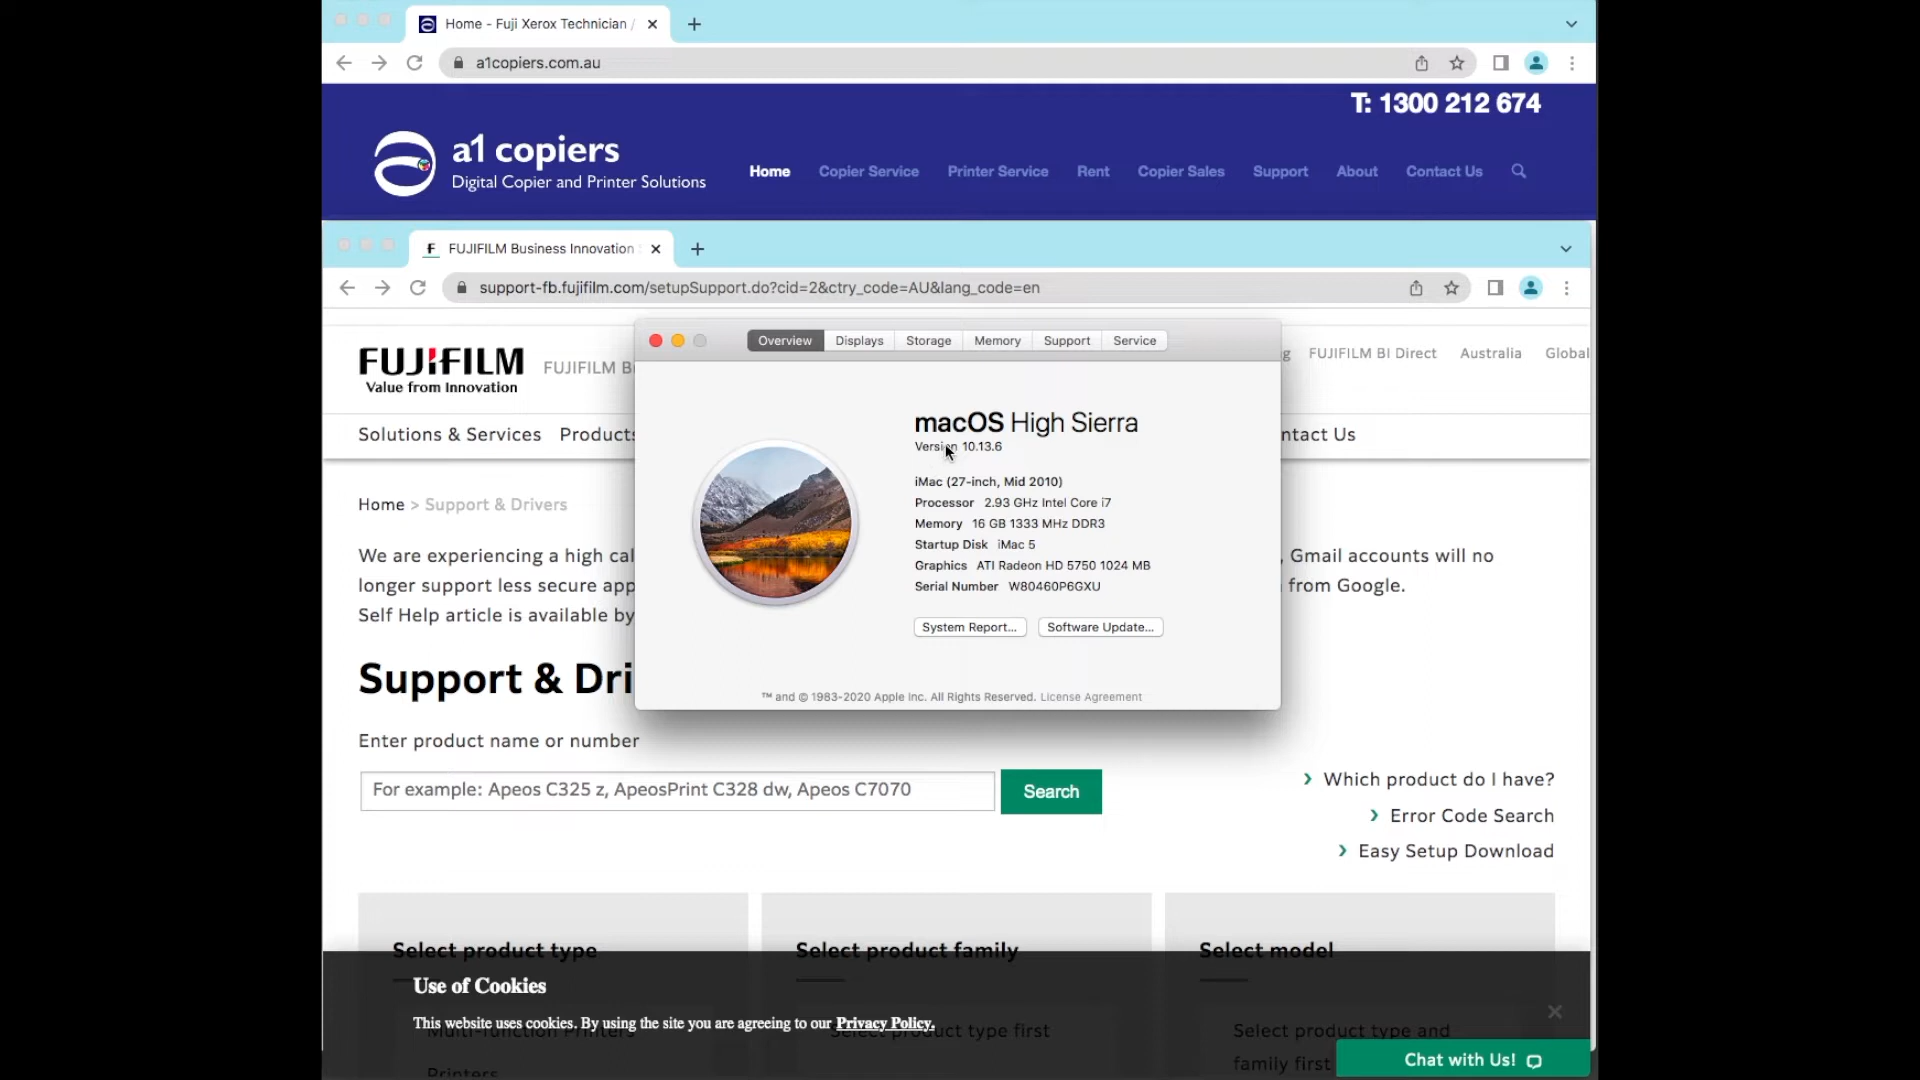 Home - Fuji Xerox Technician /
a1copiers.com.au
T: 1300 212 674
a1 copiers
Digital Copier and Printer Solutions
Home Copier Service Printer Service Rent Copier Sales Support About Contact Us
FUJIFILM Business Innovation
support-fb.fujifilm.com/setupSupport.do?cid=2&ctry_code=AU&lang_code=en
Overview Displays Storage Memory Support Service
FUJIFILM
Value from Innovation
FUJIFILM B
g FUJIFILM BI Direct Australia Global
Solutions & Services Products
ntact Us
macOS High Sierra
Version 10.13.6
iMac (27-inch, Mid 2010)
Processor 2.93 GHz Intel Core i7
Memory 16 GB 1333 MHz DDR3
Startup Disk iMac 5
Graphics ATI Radeon HD 5750 1024 MB
Serial Number W80460P6GXU
System Report... Software Update...
™ and © 1983-2020 Apple Inc. All Rights Reserved. License Agreement
Home > Support & Drivers
We are experiencing a high cal , Gmail accounts will no
longer support less secure app from Google.
Self Help article is available by
Support & Dri
Enter product name or number
For example: Apeos C325 z, ApeosPrint C328 dw, Apeos C7070
Search
Which product do I have?
Error Code Search
Easy Setup Download
Select product type Select product family Select model
Use of Cookies
This website uses cookies. By using the site you are agreeing to our Privacy Policy.
Multi-function Printers
Select product type first
Select product type and
family first
Printers
Chat with Us!